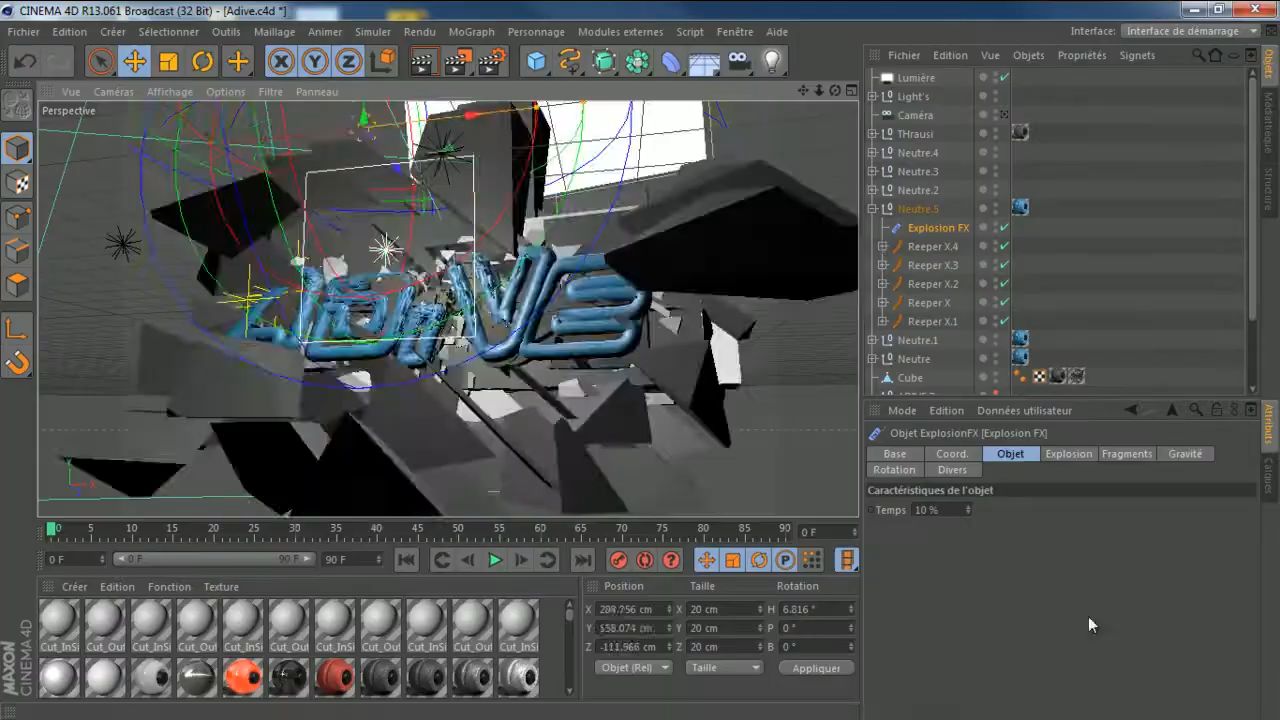 CINEMA 4D R13.061 Broadcast (32 Bit) - [Adive.c4d *]
Fichier Edition Créer Sélectionner Outils Maillage Animer Simuler Rendu MoGraph Personnage Modules externes Script Fenêtre Aide Interface: Interface de démarrage
X Y Z
Fichier Edition Vue Objets Propriétés Signets
Objets
Médiathèque
Structure
Vue Caméras Affichage Options Filtre Panneau
Perspective
Lumière
Light's
Caméra
THrausi
Neutre.4
Neutre.3
Neutre.2
Neutre.5
Explosion FX
Reeper X.4
Reeper X.3
Reeper X.2
Reeper X
Reeper X.1
Neutre.1
Neutre
Cube
Mode Edition Données utilisateur
Attributs
Calques
Objet ExplosionFX [Explosion FX]
Base Coord. Objet Explosion Fragments Gravité
Rotation Divers
Caractéristiques de l'objet
Temps 10 %
0 5 10 15 20 25 30 35 40 45 50 55 60 65 70 75 80 85 90 0 F
0 F 0 F 90 F 90 F
Créer Edition Fonction Texture
Cut_InSi Cut_Out Cut_InSi Cut_Out Cut_InSi Cut_Out Cut_InSi Cut_Out Cut_InSi Cut_Out Cut_InSi
Position Taille Rotation
X 20 cm H 6.816 °
Y 20 cm P 0 °
Z -111.966 cm Z 20 cm B 0 °
Objet (Rel) Taille Appliquer
MAXON
CINEMA 4D